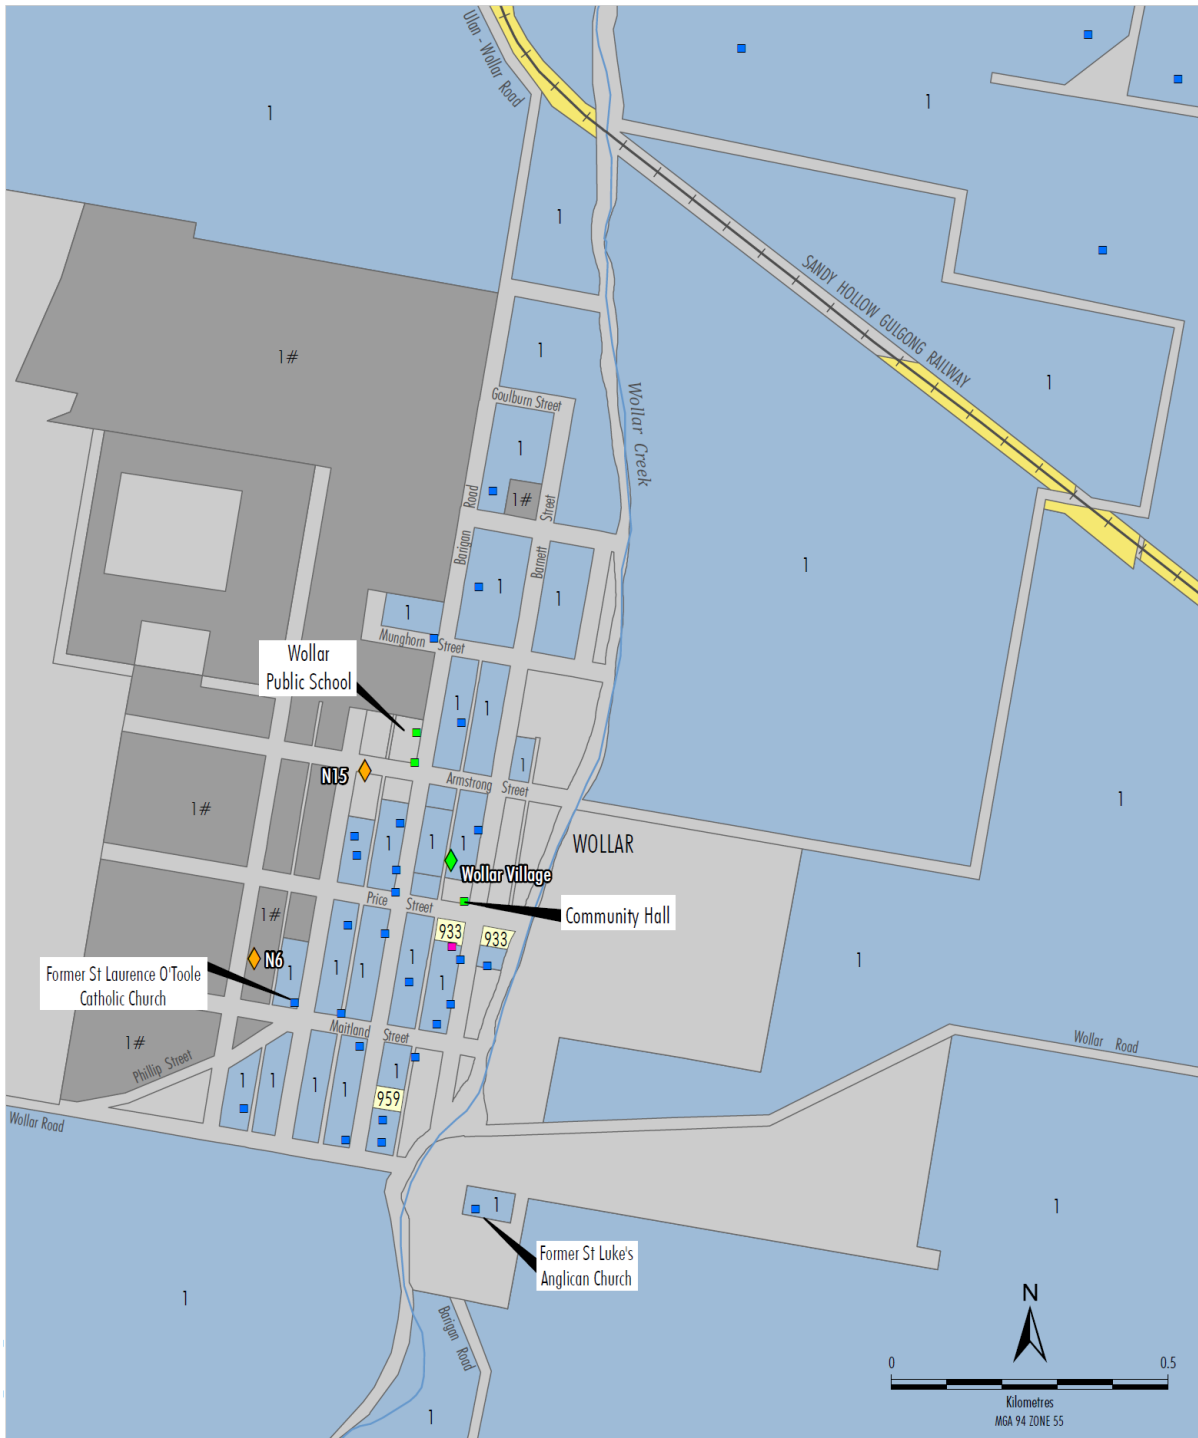 Ulan - Wollar
Road
1
1
1
SANDY HOLLOW GULGONG RAILWAY
1#
1
1
Goulburn Street
Wollar Creek
1
1#
Barigan Road
Barnett Street
1
1
1
1
Munghorn Street
Wollar
Public School
1
1
1
N15
Armstrong Street
1
1#
1
1
1
WOLLAR
Wollar Village
Price Street
Community Hall
1#
933
933
N6
1
1
1
1
1
1
Former St Laurence O'Toole
Catholic Church
Maitland Street
1#
Phillip Street
Wollar Road
1
1
1
1
1
1
959
Wollar Road
1
1
Former St Luke's
Anglican Church
1
Barigan Road
1
N
0 0.5
Kilometres
MGA 94 ZONE 55